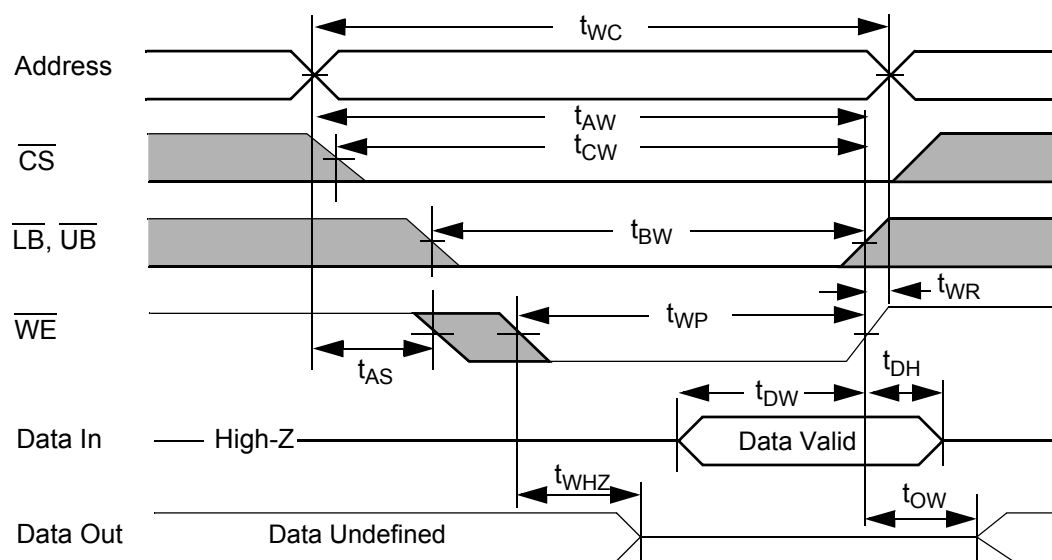 tWC
Address
tAW
CS
tCW
LB, UB
tBW
tWR
WE
tWP
tAS
tDH
tDW
Data In
High-Z
Data Valid
tWHZ
tOW
Data Out
Data Undefined